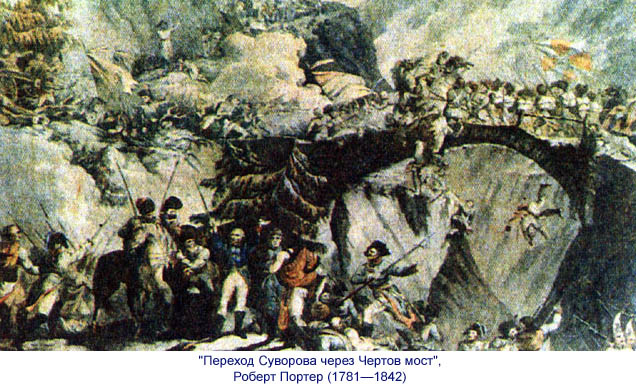 "Переход Суворова через Чертов мост",
Роберт Портер (1781—1842)